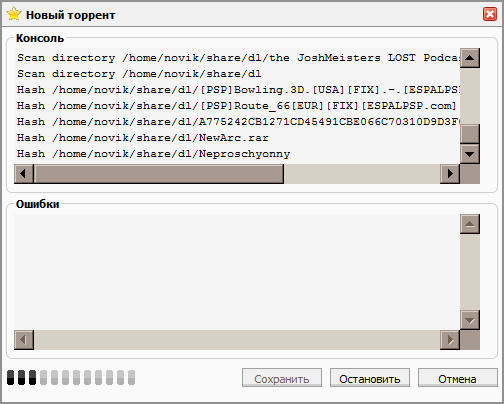 Новый торрент
Консоль
Scan directory /home/novik/share/dl/the JoshMeisters LOST Podca
Scan directory /home/novik/share/dl
Hash /home/novik/share/dl/[PSP]Bowling.3D.[USA][FIX].-.[ESPALPS
Hash /home/novik/share/dl/[PSP]Route_66[EUR][FIX][ESPALPSP.com]
Hash /home/novik/share/dl/A775242CB1271CD45491CBE066C70310D9D3F
Hash /home/novik/share/dl/NewArc.rar
Hash /home/novik/share/dl/Neproschyonny
Ошибки
Сохранить Остановить Отмена